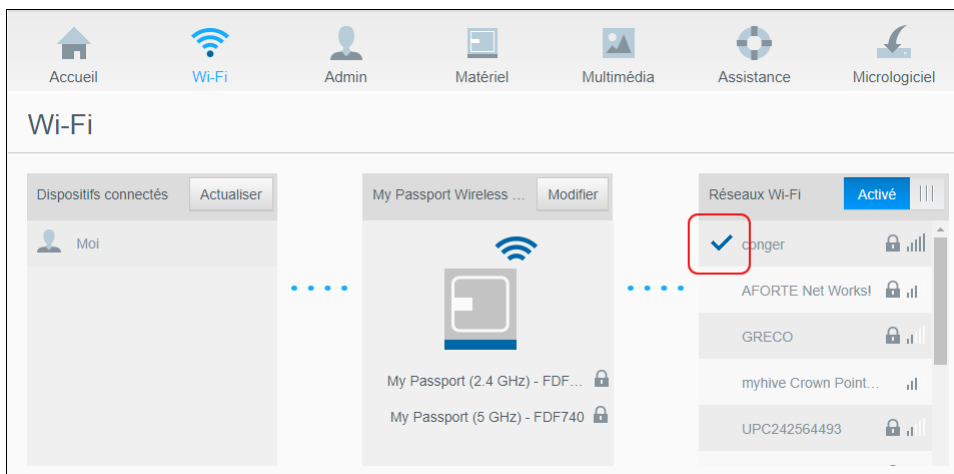 Accueil
Wi-Fi
Admin
Matériel
Multimédia
Assistance
Micrologiciel
Wi-Fi
Dispositifs connectés
Actualiser
Moi
My Passport Wireless ...
Modifier
My Passport (2.4 GHz) - FDF...
My Passport (5 GHz) - FDF740
Réseaux Wi-Fi
Activé
conger
AFORTE Net Works!
GRECO
myhive Crown Point...
UPC242564493